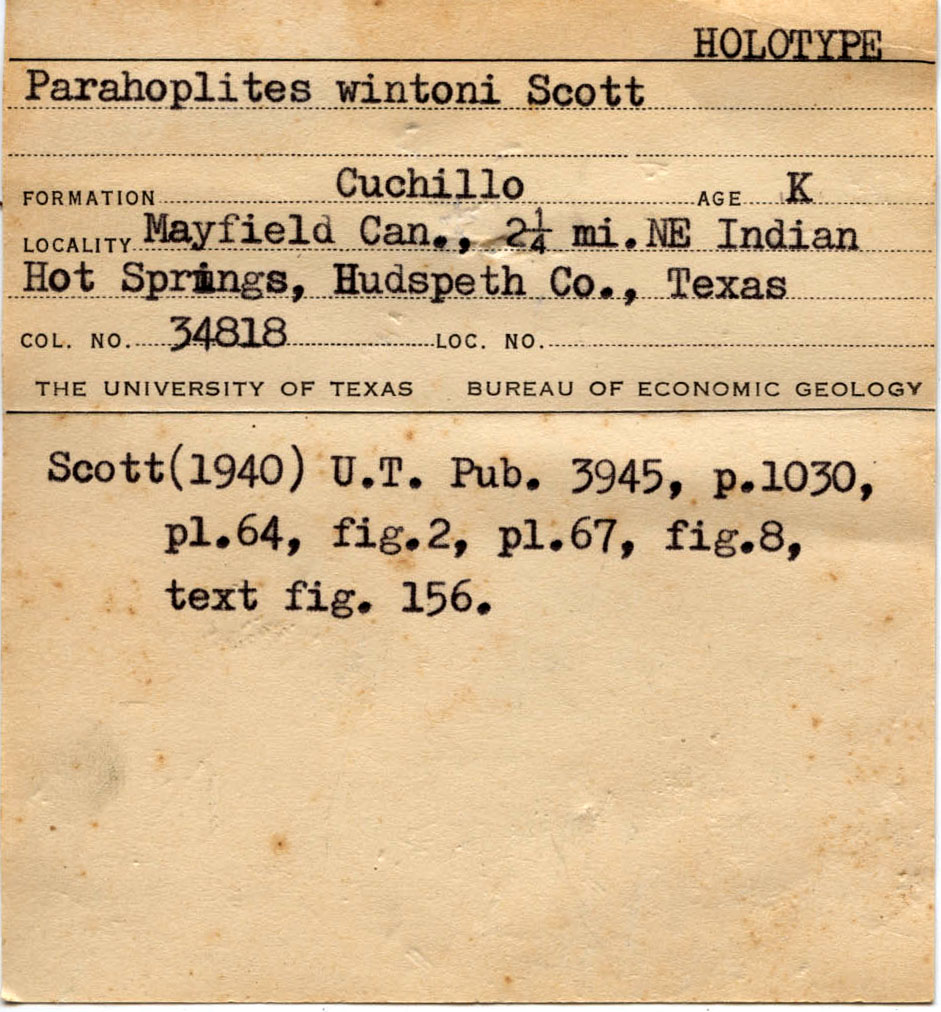 HOLOTYPE
Parahoplites wintoni Scott
FORMATION Cuchillo AGE K
LOCALITY Mayfield Can., 2¼ mi.NE Indian
Hot Springs, Hudspeth Co., Texas
COL. NO. 34818 LOC. NO.
THE UNIVERSITY OF TEXAS BUREAU OF ECONOMIC GEOLOGY
Scott(1940) U.T. Pub. 3945, p.1030,
pl.64, fig.2, pl.67, fig.8,
text fig. 156.